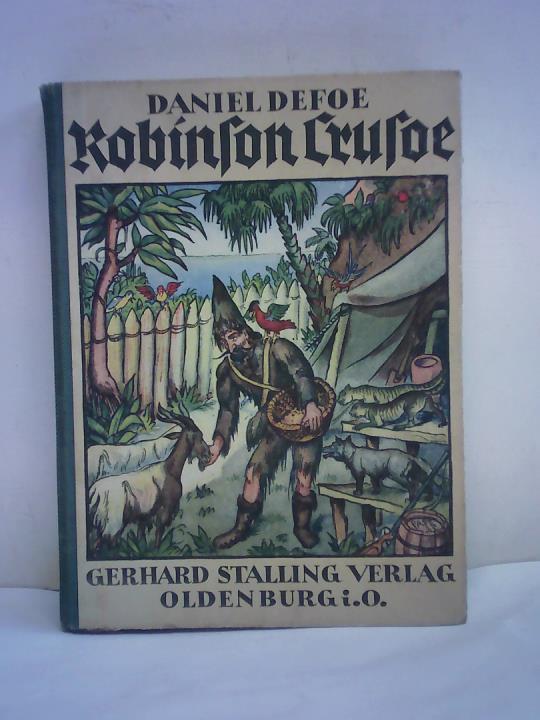 DANIEL DEFOE
Robinſon Cruſoe
GERHARD STALLING VERLAG
OLDENBURG i.O.